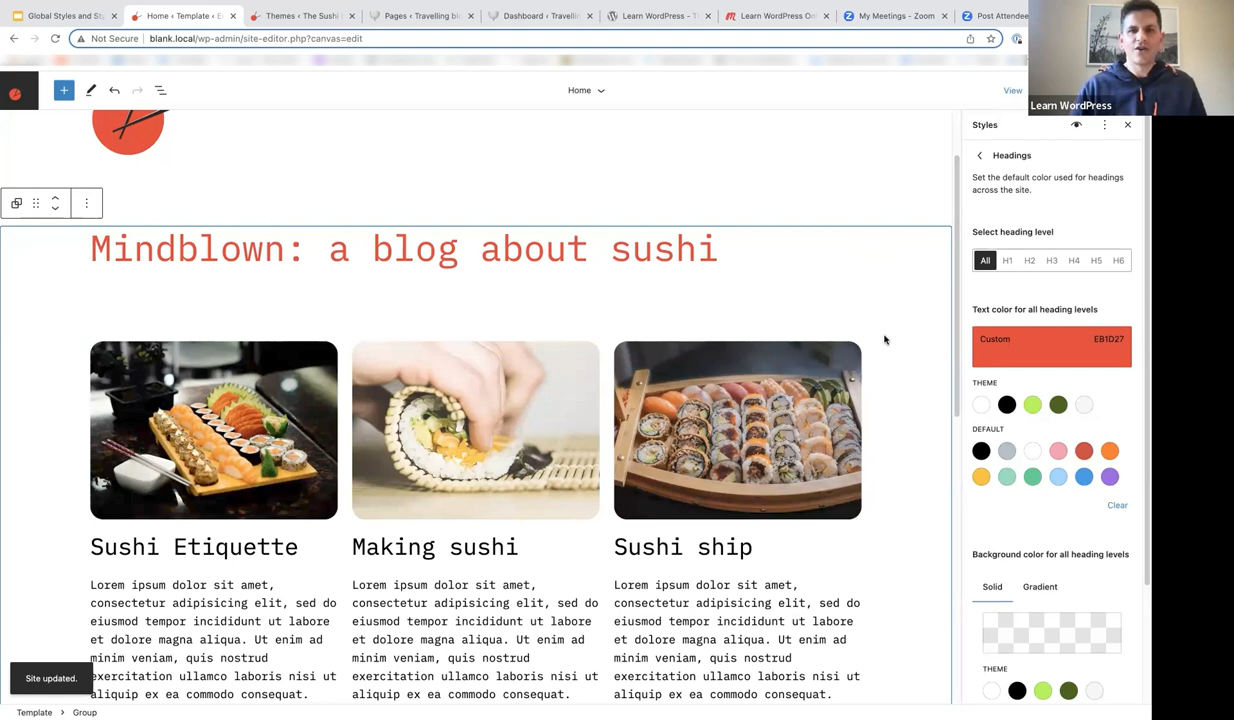 Global Styles and Sty
Home ‹ Template ‹ E
Themes ‹ The Sushi
Pages ‹ Travelling bl
Dashboard ‹ Travellin
Learn WordPress – T
Learn WordPress On
My Meetings - Zoom
Post Attendee
Not Secure
blank.local/wp-admin/site-editor.php?canvas=edit
Home
View
Learn WordPress
Styles
Headings
Set the default color used for headings
across the site.
Mindblown: a blog about sushi
Select heading level
All H1 H2 H3 H4 H5 H6
Text color for all heading levels
Custom EB1D27
THEME
DEFAULT
Clear
Background color for all heading levels
Solid Gradient
THEME
Sushi Etiquette
Lorem ipsum dolor sit amet,
consectetur adipisicing elit, sed do
eiusmod tempor incididunt ut labore
et dolore magna aliqua. Ut enim ad
minim veniam, quis nostrud
exercitation ullamco laboris nisi ut
aliquip ex ea commodo consequat.
Making sushi
Lorem ipsum dolor sit amet,
consectetur adipisicing elit, sed do
eiusmod tempor incididunt ut labore
et dolore magna aliqua. Ut enim ad
minim veniam, quis nostrud
exercitation ullamco laboris nisi ut
aliquip ex ea commodo consequat.
Sushi ship
Lorem ipsum dolor sit amet,
consectetur adipisicing elit, sed do
eiusmod tempor incididunt ut labore
et dolore magna aliqua. Ut enim ad
minim veniam, quis nostrud
exercitation ullamco laboris nisi ut
aliquip ex ea commodo consequat.
Site updated.
Template › Group